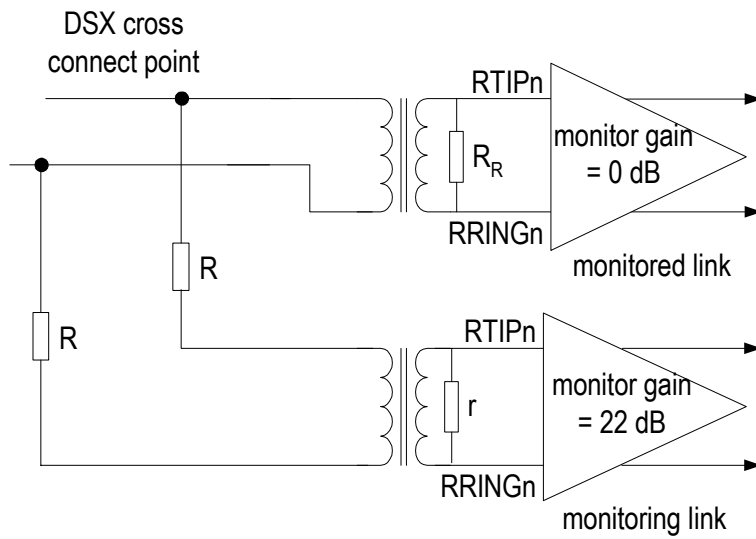 DSX cross
connect point
RTIPn
monitor gain
= 0 dB
R_R
RRINGn
monitored link
R
R
RTIPn
monitor gain
= 22 dB
r
RRINGn
monitoring link